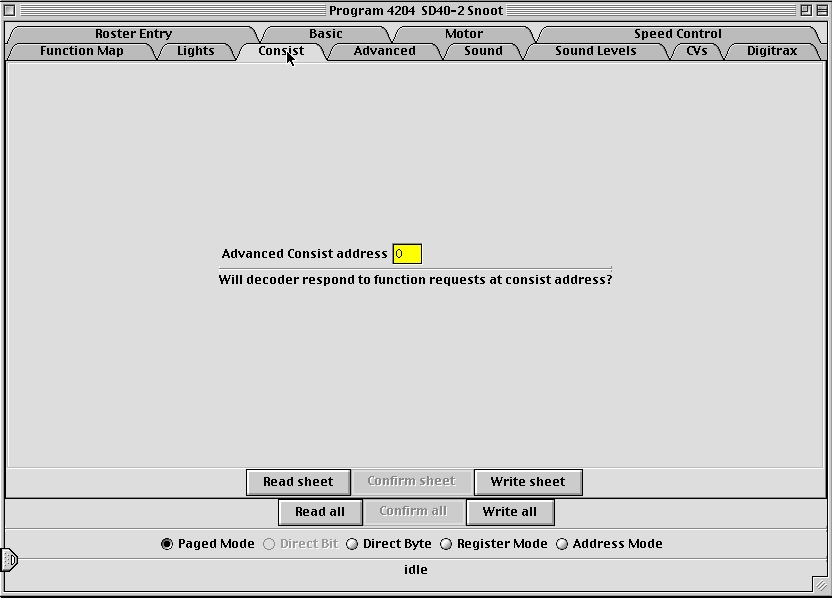 Program 4204 SD40-2 Snoot
Roster Entry Basic Motor Speed Control
Function Map Lights Consist Advanced Sound Sound Levels CVs Digitrax
Advanced Consist address 0
Will decoder respond to function requests at consist address?
Read sheet Confirm sheet Write sheet
Read all Confirm all Write all
Paged Mode Direct Bit Direct Byte Register Mode Address Mode
idle